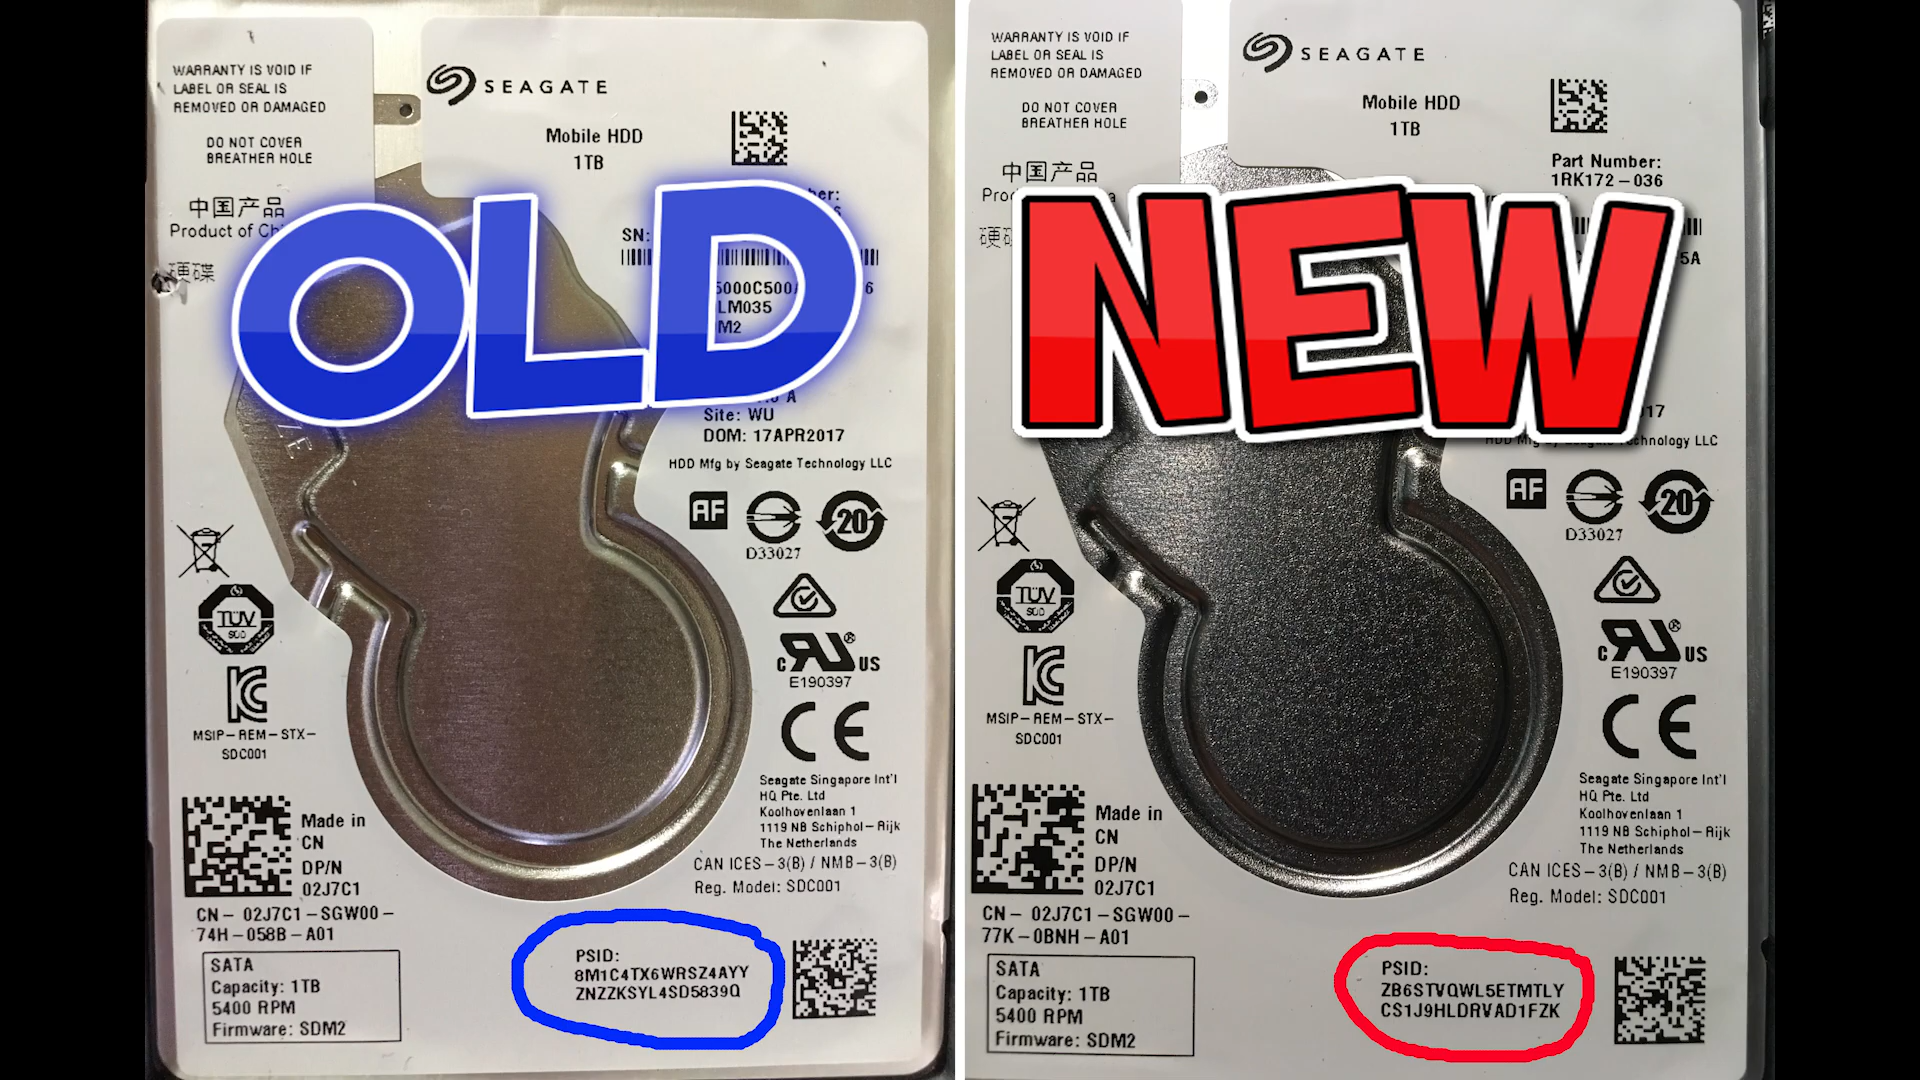 WARRANTY IS VOID IF
LABEL OR SEAL IS
REMOVED OR DAMAGED
DO NOT COVER
BREATHER HOLE
中国产品
Product of
硬碟
SEAGATE
Mobile HDD
1TB
SN:
LM035
M2
OLD
Site: WU
DOM: 17APR2017
HDD Mfg by Seagate Technology LLC
AF
D33027
20
TÜV
SÜD
MSIP-REM-STX-
SDC001
C US
E190397
CE
Seagate Singapore Int'l
HQ Pte. Ltd
Koolhovenlaan 1
1119 NB Schiphol-Rijk
The Netherlands
CAN ICES-3(B) / NMB-3(B)
Reg. Model: SDC001
Made in
CN
DP/N
02J7C1
CN- 02J7C1-SGW00-
74H-058B-A01
SATA
Capacity: 1TB
5400 RPM
Firmware: SDM2
PSID:
8M1C4TX6WRSZ4AYY
ZNZZKSYL4SD5839Q
WARRANTY IS VOID IF
LABEL OR SEAL IS
REMOVED OR DAMAGED
DO NOT COVER
BREATHER HOLE
中国产品
SEAGATE
Mobile HDD
1TB
Part Number:
1RK172-036
5A
NEW
HDD Mfg by Seagate Technology LLC
AF
D33027
20
TÜV
SÜD
MSIP-REM-STX-
SDC001
C US
E190397
CE
Seagate Singapore Int'l
HQ Pte. Ltd
Koolhovenlaan 1
1119 NB Schiphol-Rijk
The Netherlands
CAN ICES-3(B) / NMB-3(B)
Reg. Model: SDC001
Made in
CN
DP/N
02J7C1
CN- 02J7C1-SGW00-
77K-0BNH-A01
SATA
Capacity: 1TB
5400 RPM
Firmware: SDM2
PSID:
ZB6STVQWL5ETMTLY
CS1J9HLDRVAD1FZK